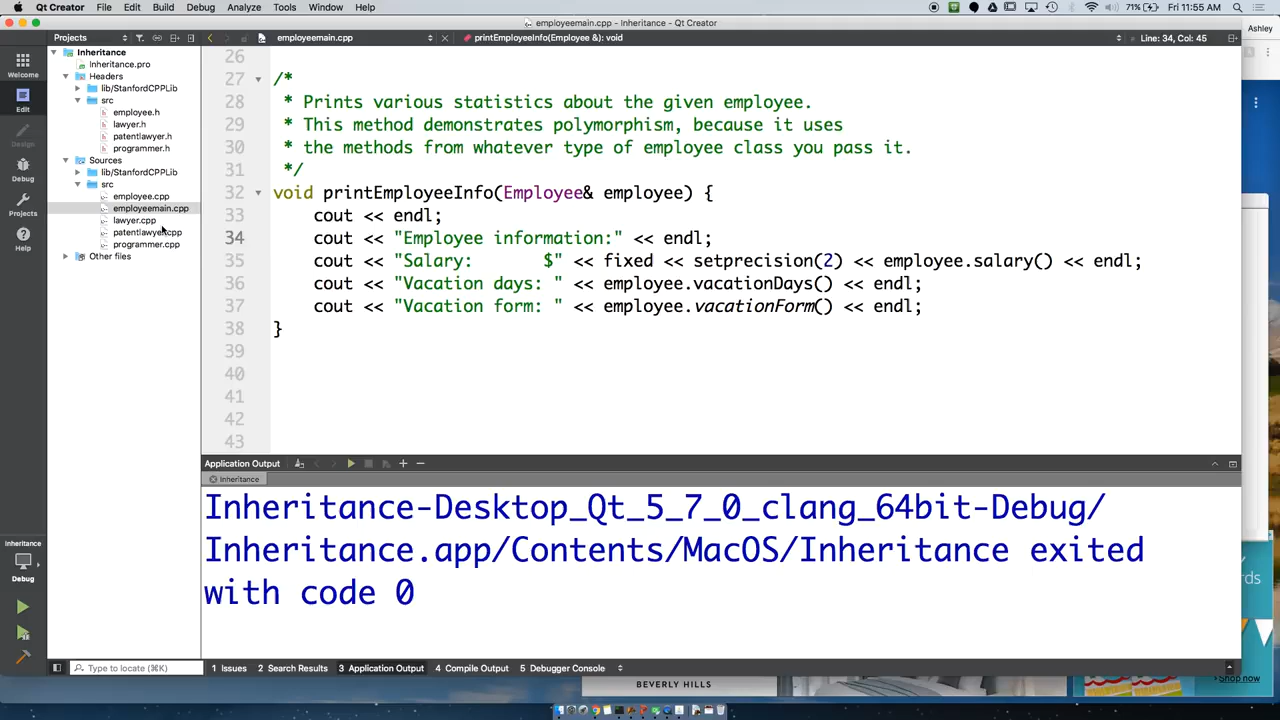 Qt Creator File Edit Build Debug Analyze Tools Window Help 71% Fri 11:55 AM
employeemain.cpp - Inheritance - Qt Creator
Ashley
Projects
employeemain.cpp
printEmployeeInfo(Employee &): void
Line: 34, Col: 45
Welcome
Edit
Design
Debug
Projects
Help
Inheritance
Debug
Inheritance
Inheritance.pro
Headers
lib/StanfordCPPLib
src
employee.h
lawyer.h
patentlawyer.h
programmer.h
Sources
lib/StanfordCPPLib
src
employee.cpp
employeemain.cpp
lawyer.cpp
patentlawyer.cpp
programmer.cpp
Other files
26
27 /*
28 * Prints various statistics about the given employee.
29 * This method demonstrates polymorphism, because it uses
30 * the methods from whatever type of employee class you pass it.
31 */
32 void printEmployeeInfo(Employee& employee) {
33 cout << endl;
34 cout << "Employee information:" << endl;
35 cout << "Salary:        $" << fixed << setprecision(2) << employee.salary() << endl;
36 cout << "Vacation days: " << employee.vacationDays() << endl;
37 cout << "Vacation form: " << employee.vacationForm() << endl;
38 }
39
40
41
42
43
Application Output
Inheritance
Inheritance-Desktop_Qt_5_7_0_clang_64bit-Debug/
Inheritance.app/Contents/MacOS/Inheritance exited
with code 0
Type to locate (⌘K)
1 Issues 2 Search Results 3 Application Output 4 Compile Output 5 Debugger Console
rds
Shop now
BEVERLY HILLS